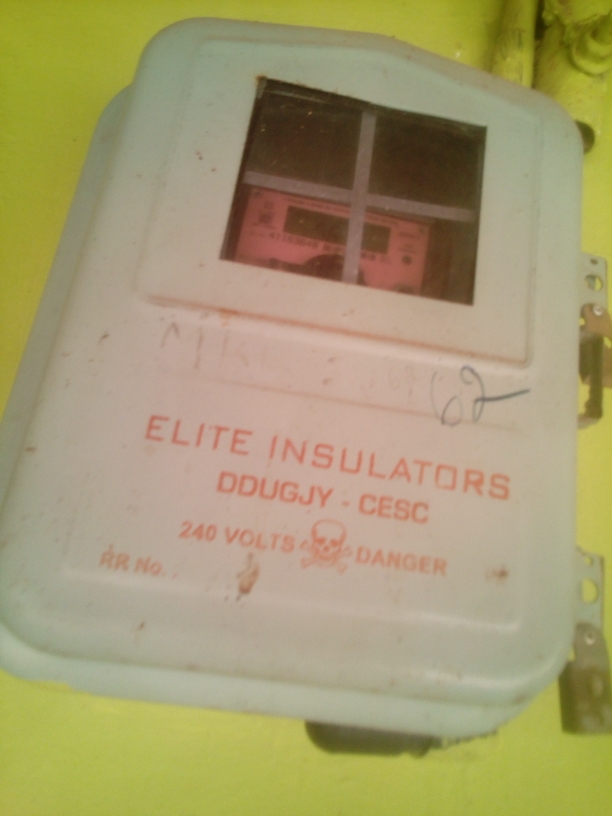 62
ELITE INSULATORS
DDUGJY - CESC
240 VOLTS DANGER
RR No.